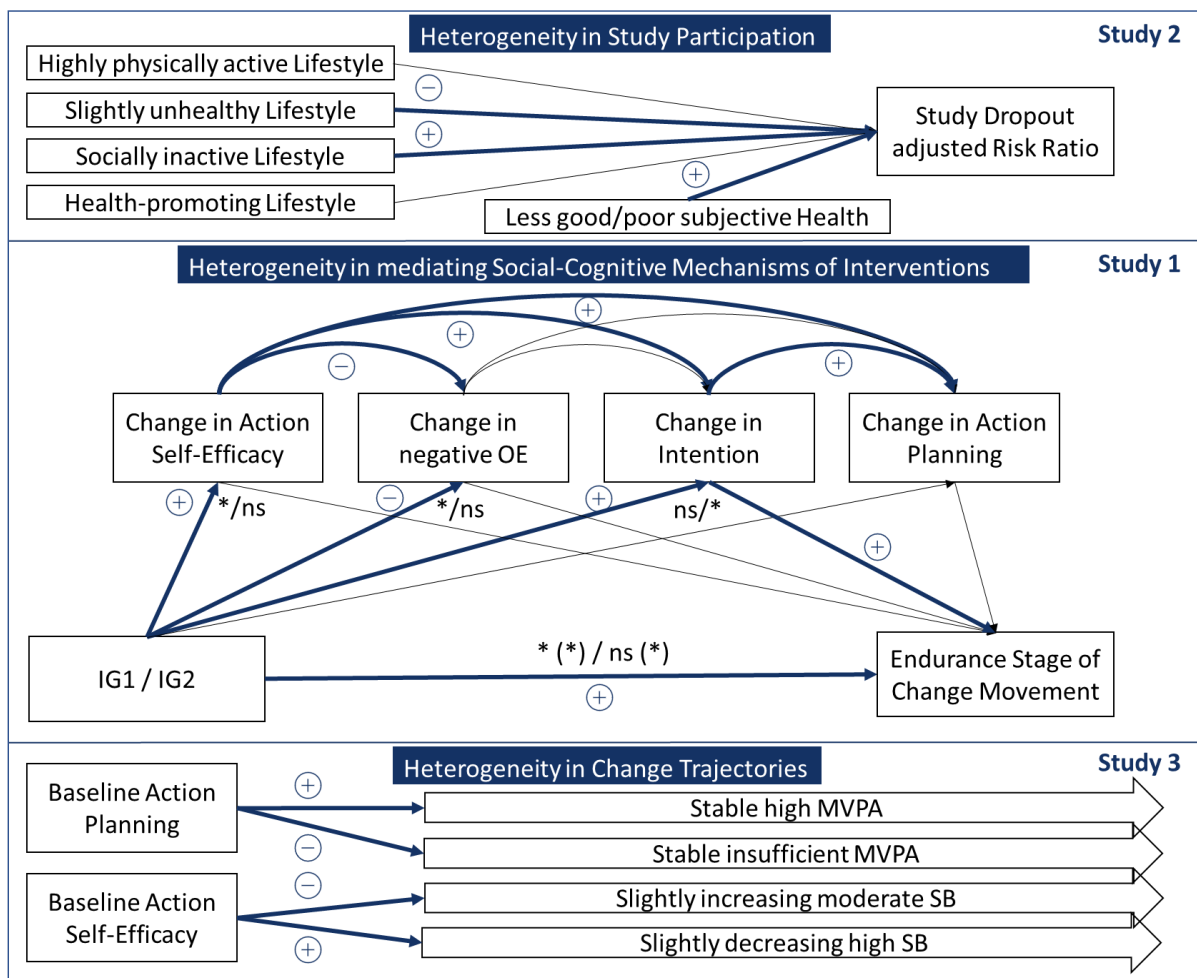 Heterogeneity in Study Participation
Study 2
Highly physically active Lifestyle
Slightly unhealthy Lifestyle
Socially inactive Lifestyle
Health-promoting Lifestyle
−
+
+
Study Dropout
adjusted Risk Ratio
Less good/poor subjective Health
Heterogeneity in mediating Social-Cognitive Mechanisms of Interventions
Study 1
+
+
−
+
Change in Action
Self-Efficacy
Change in
negative OE
Change in
Intention
Change in Action
Planning
+
*/ns
−
*/ns
+
ns/*
+
IG1 / IG2
* (*) / ns (*)
+
Endurance Stage of
Change Movement
Heterogeneity in Change Trajectories
Study 3
Baseline Action
Planning
+
−
Stable high MVPA
Stable insufficient MVPA
Baseline Action
Self-Efficacy
−
+
Slightly increasing moderate SB
Slightly decreasing high SB